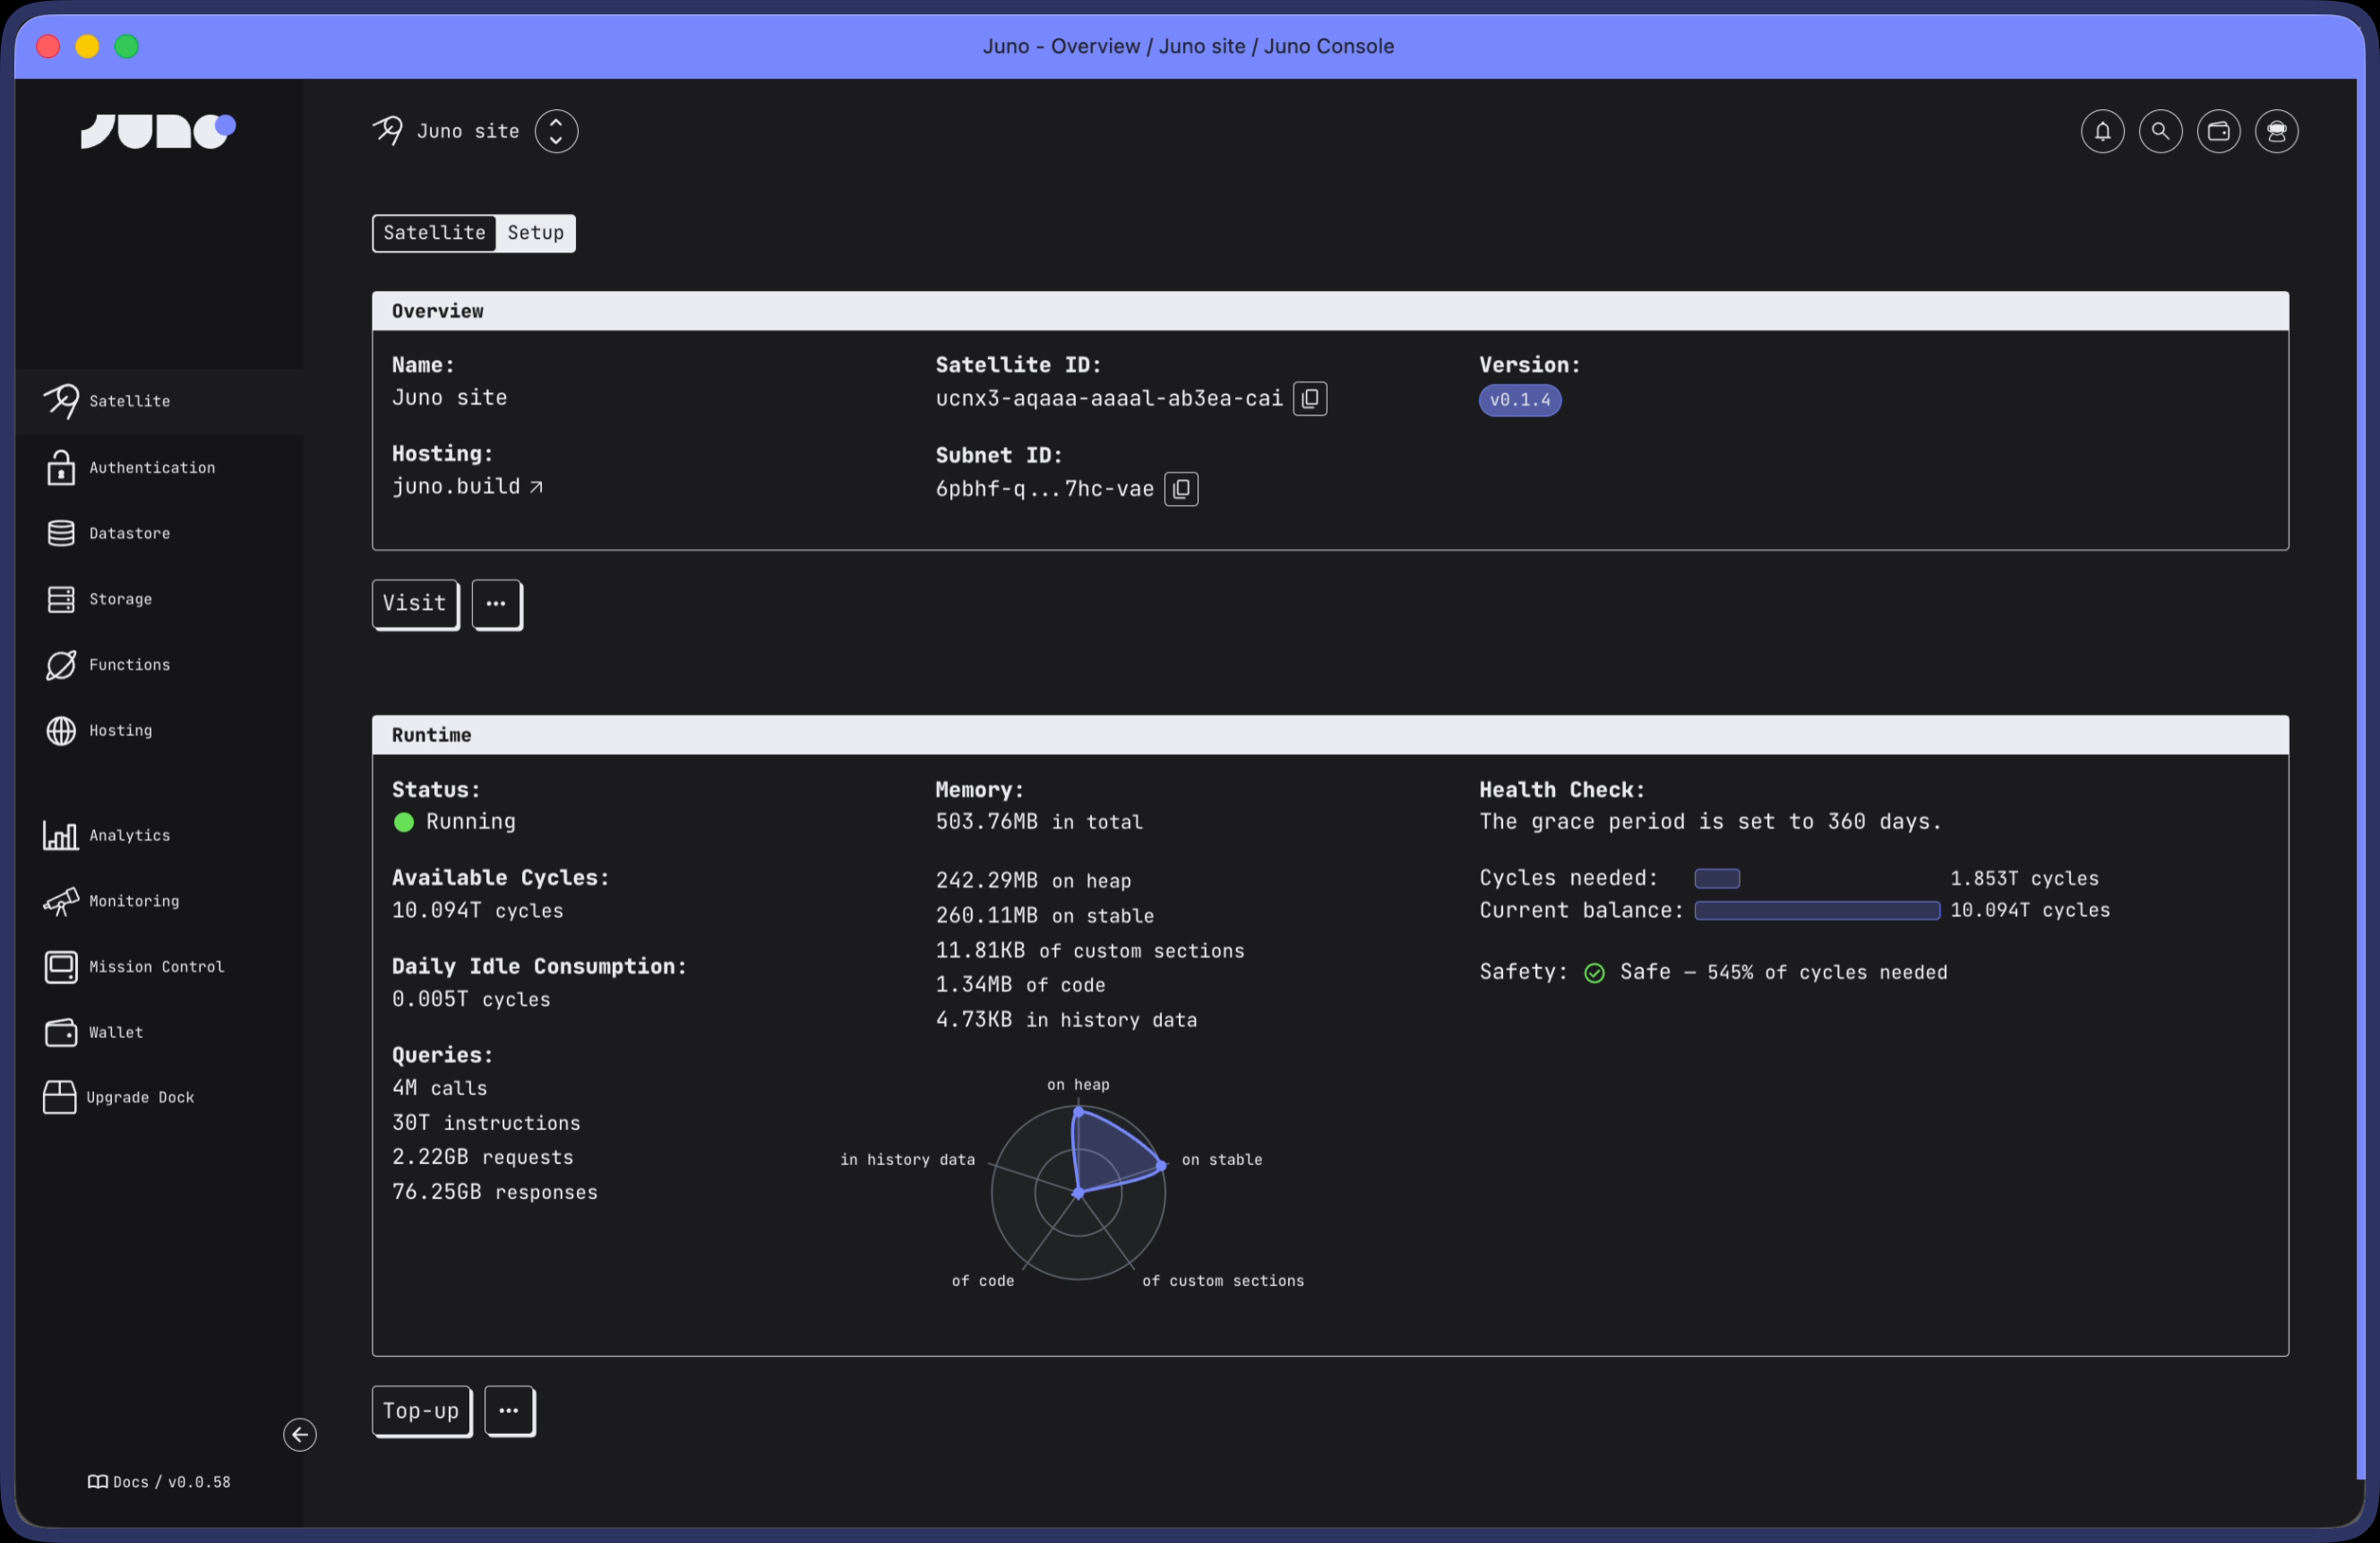 Juno - Overview / Juno site / Juno Console
JUNO
Juno site
Satellite Setup
Satellite
Authentication
Datastore
Storage
Functions
Hosting
Analytics
Monitoring
Mission Control
Wallet
Upgrade Dock
Docs / v0.0.58
Overview
Name:
Juno site
Hosting:
juno.build
Satellite ID:
ucnx3-aqaaa-aaaal-ab3ea-cai
Subnet ID:
6pbhf-q...7hc-vae
Version:
v0.1.4
Visit ...
Runtime
Status:
Running
Available Cycles:
10.094T cycles
Daily Idle Consumption:
0.005T cycles
Queries:
4M calls
30T instructions
2.22GB requests
76.25GB responses
Memory:
503.76MB in total
242.29MB on heap
260.11MB on stable
11.81KB of custom sections
1.34MB of code
4.73KB in history data
on heap
in history data
on stable
of code
of custom sections
Health Check:
The grace period is set to 360 days.
Cycles needed: 1.853T cycles
Current balance: 10.094T cycles
Safety: Safe — 545% of cycles needed
Top-up ...